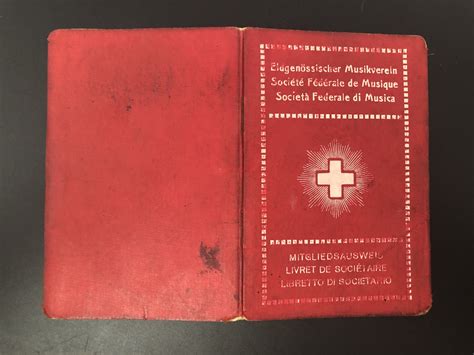 Eidgenössischer Musikverein
Société Fédérale de Musique
Società Federale di Musica
MITGLIEDSAUSWEIS
LIVRET DE SOCIÉTAIRE
LIBRETTO DI SOCIETARIO